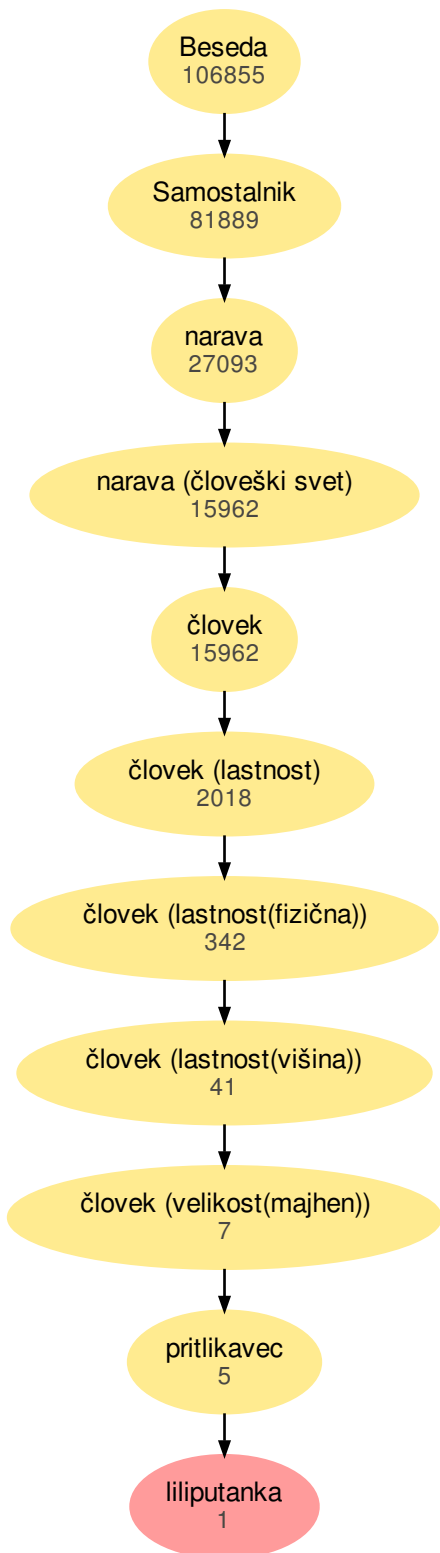 Beseda
106855
Samostalnik
81889
narava
27093
narava (človeški svet)
15962
človek
15962
človek (lastnost)
2018
človek (lastnost(fizična))
342
človek (lastnost(višina))
41
človek (velikost(majhen))
7
pritlikavec
5
liliputanka
1